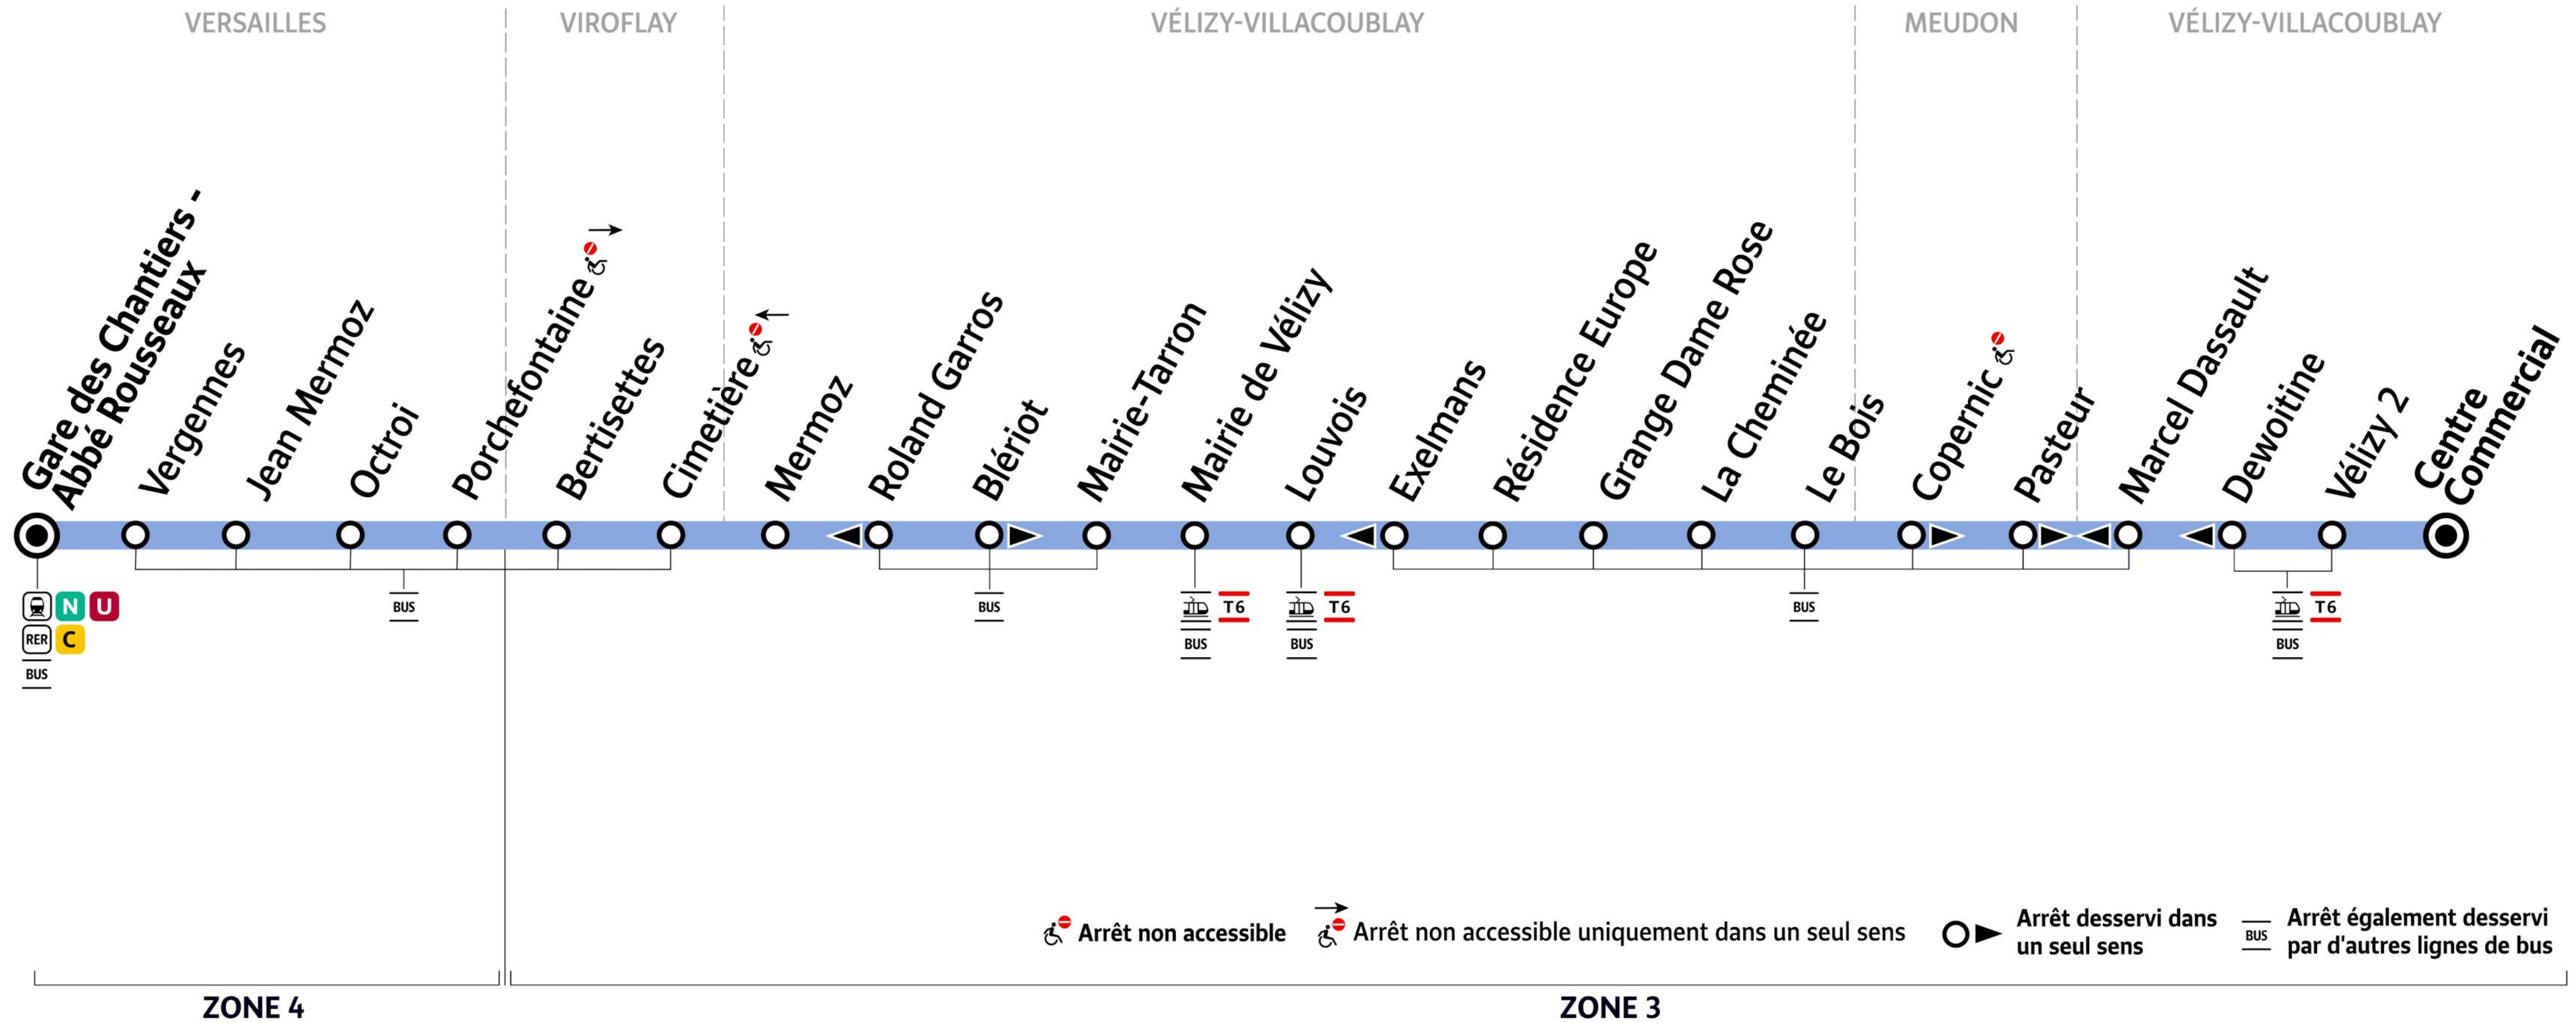 VERSAILLES
VIROFLAY
VÉLIZY-VILLACOUBLAY
MEUDON
VÉLIZY-VILLACOUBLAY
Gare des Chantiers -
Abbé Rousseaux
Vergennes
Jean Mermoz
Octroi
Porchefontaine
Bertisettes
Cimetière
Mermoz
Roland Garros
Blériot
Mairie-Tarron
Mairie de Vélizy
Louvois
Exelmans
Résidence Europe
Grange Dame Rose
La Cheminée
Le Bois
Copernic
Pasteur
Marcel Dassault
Dewoitine
Vélizy 2
Centre
Commercial
N U
RER C
BUS
BUS
BUS
T6
BUS
T6
BUS
BUS
T6
BUS
Arrêt non accessible
Arrêt non accessible uniquement dans un seul sens
Arrêt desservi dans
un seul sens
BUS
Arrêt également desservi
par d'autres lignes de bus
ZONE 4
ZONE 3